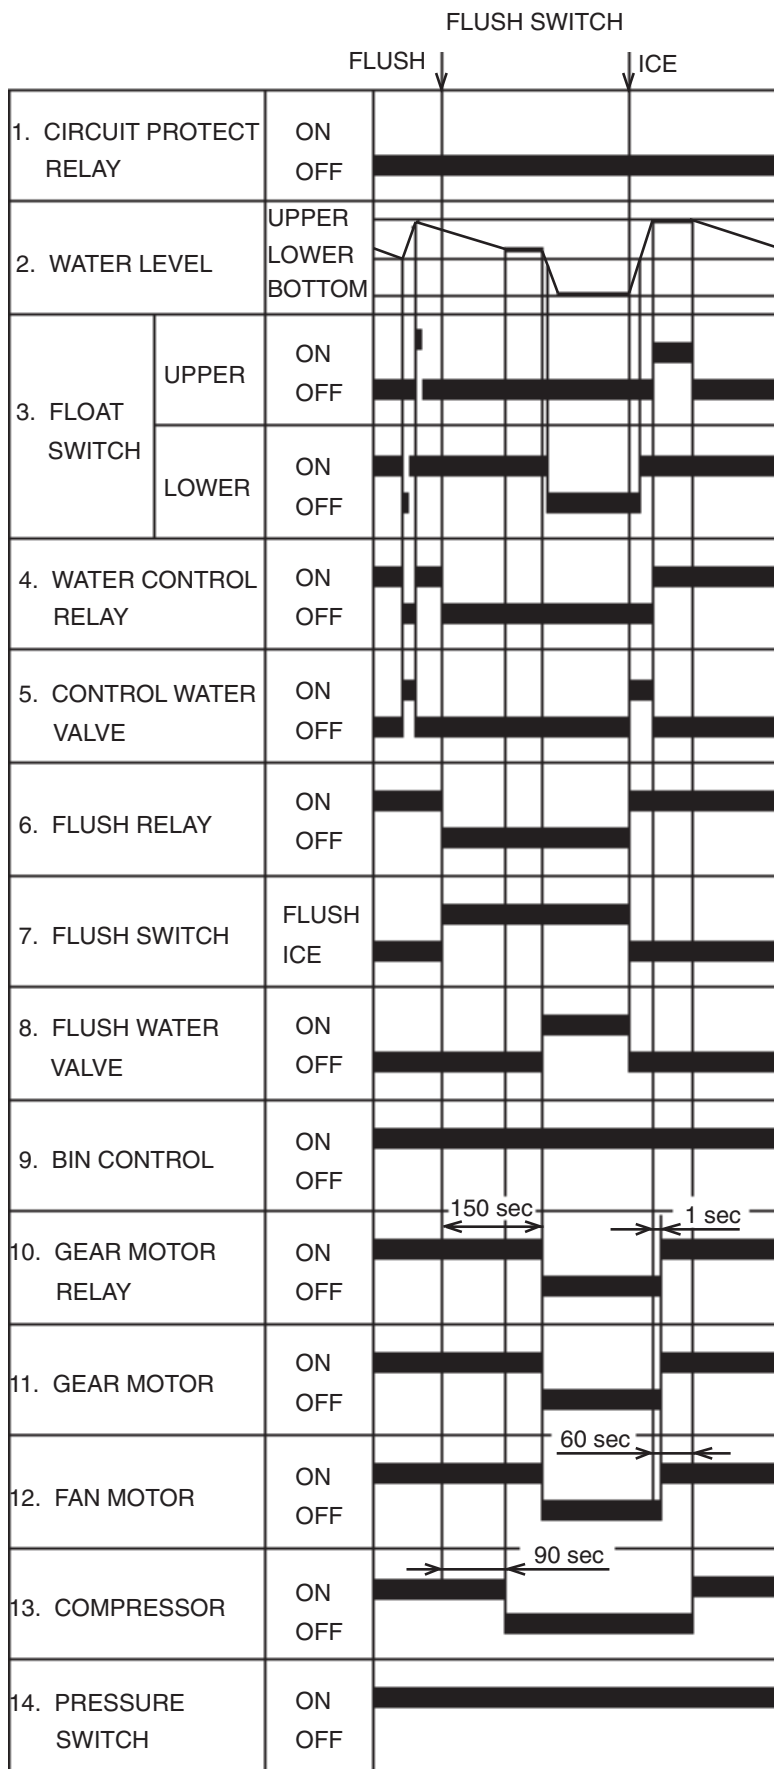 FLUSH SWITCH
FLUSH
ICE
1. CIRCUIT PROTECT
RELAY
ON
OFF
2. WATER LEVEL
UPPER
LOWER
BOTTOM
3. FLOAT
SWITCH
UPPER
ON
OFF
LOWER
ON
OFF
4. WATER CONTROL
RELAY
ON
OFF
5. CONTROL WATER
VALVE
ON
OFF
6. FLUSH RELAY
ON
OFF
7. FLUSH SWITCH
FLUSH
ICE
8. FLUSH WATER
VALVE
ON
OFF
9. BIN CONTROL
ON
OFF
150 sec
1 sec
10. GEAR MOTOR
RELAY
ON
OFF
11. GEAR MOTOR
ON
OFF
60 sec
12. FAN MOTOR
ON
OFF
90 sec
13. COMPRESSOR
ON
OFF
14. PRESSURE
SWITCH
ON
OFF